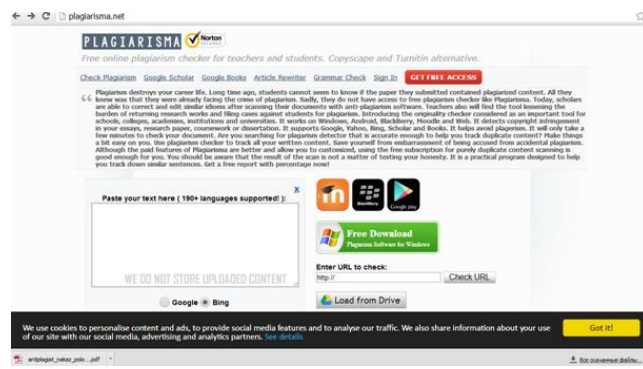 plagiarisma.net
PLAGIARISMA Norton
Free online plagiarism checker for teachers and students. Copyscape and Turnitin alternative.
Check Plagiarism Google Scholar Google Books Article Rewriter Grammar Check Sign In GET FREE ACCESS
Plagiarism destroys your career life. Long time ago, students cannot seem to know if the paper they submitted contained plagiarized content. All they
knew was that they were already facing the crime of plagiarism. Sadly, they do not have access to free plagiarism checker like Plagiarisma. Today, scholars
are able to correct and edit similar idioms after scanning their documents with anti-plagiarism software. Teachers also will find the tool lessening the
burden of returning research works and filing cases against students for plagiarism. Introducing the originality checker considered as an important tool for
schools, colleges, academies, institutions and universities. It works on Windows, Android, BlackBerry, Moodle and Web. It detects copyright infringement
in your essays, research paper, coursework or dissertation. It supports Google, Yahoo, Bing, Scholar and Books. It helps avoid plagerism. It will only take a
few minutes to check your document. Are you searching for plagiarism detector that is accurate enough to help you track duplicate content? Make things
a bit easy on you. Use the plagiarism checker to track all your written content. Save yourself from embarrassment of being accused from accidental plagiarism.
Although the paid features of Plagiarisma are better and allow you to customized, using the free subscription for purely duplicate content scanning is
good enough for you. You should be aware that the result of the scan is not a matter of testing your honesty. It is a practical program designed to help
you track down similar sentences. Get a free report with percentage now!
x
Paste your text here ( 190+ languages supported! ):
WE DO NOT STORE UPLOADED CONTENT
Google Bing
BlackBerry
Google play
Free Download
Plagiarism Software for Windows
Enter URL to check:
http://
Check URL
Load from Drive
We use cookies to personalise content and ads, to provide social media features and to analyse our traffic. We also share information about your use
of our site with our social media, advertising and analytics partners. See details
Got it!
antiplagiat_nakaz_polo....pdf
Все скачанные файлы...